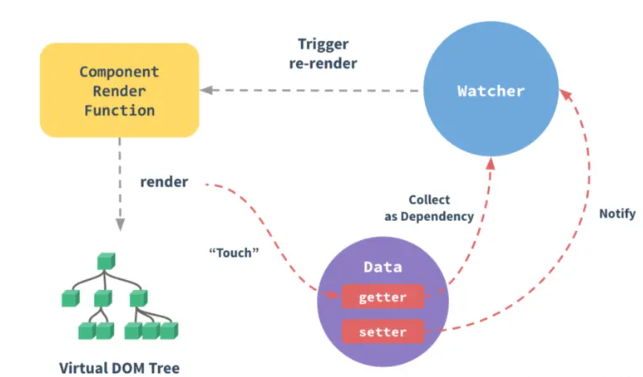 Trigger
re-render
Component
Render
Function
Watcher
render
Collect
as Dependency
Notify
“Touch”
Data
getter
setter
Virtual DOM Tree